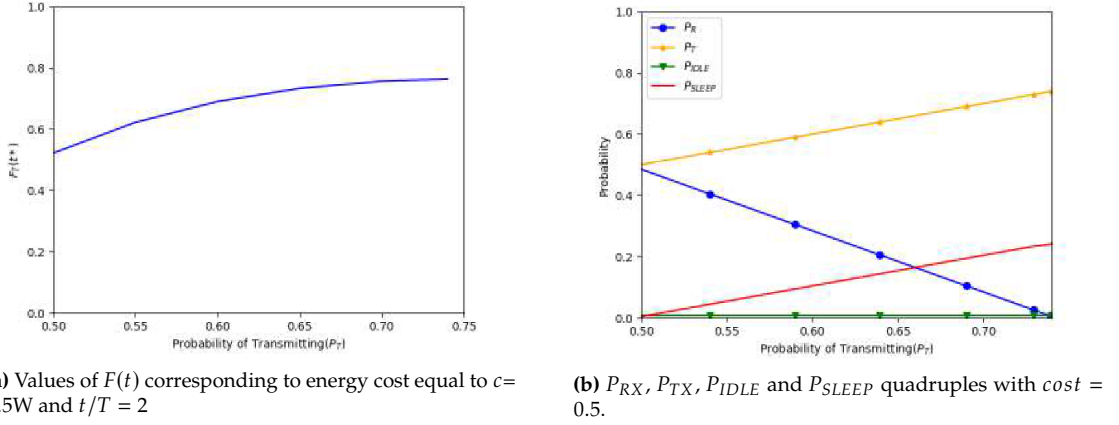 1.0
0.8
0.6
0.4
0.2
0.0
F_T(t*)
0.50 0.55 0.60 0.65 0.70 0.75
Probability of Transmitting(P_T)
) Values of F(t) corresponding to energy cost equal to c=
5W and t/T = 2
1.0
0.8
0.6
0.4
0.2
0.0
Probability
P_R
P_T
P_IDLE
P_SLEEP
0.50 0.55 0.60 0.65 0.70
Probability of Transmitting(P_T)
(b) P_RX, P_TX, P_IDLE and P_SLEEP quadruples with cost =
0.5.